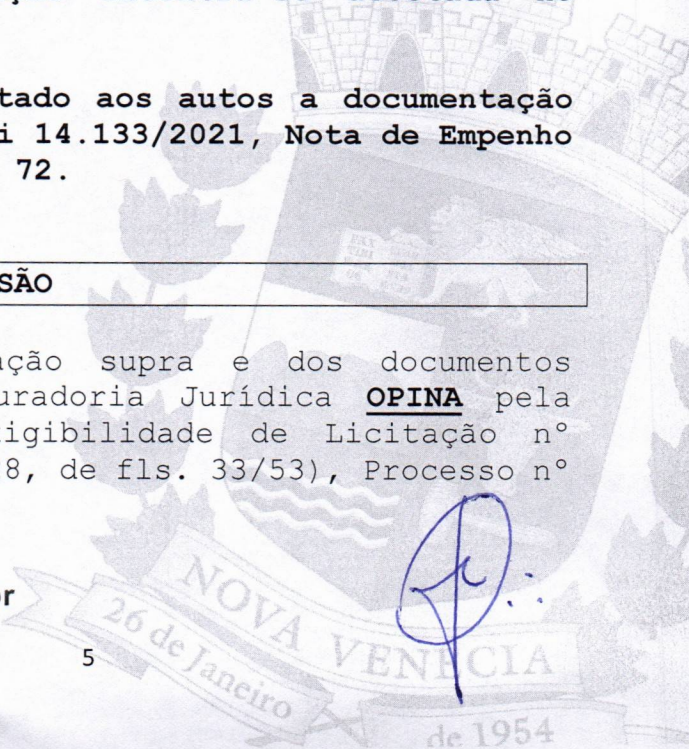 tado aos autos a documentação
i 14.133/2021, Nota de Empenho
72.
SÃO
ação supra e dos documentos
uradoria Jurídica OPINA pela
igibilidade de Licitação nº
8, de fls. 33/53), Processo nº
or
5
NOVA VENÉCIA
26 de Janeiro
de 1954